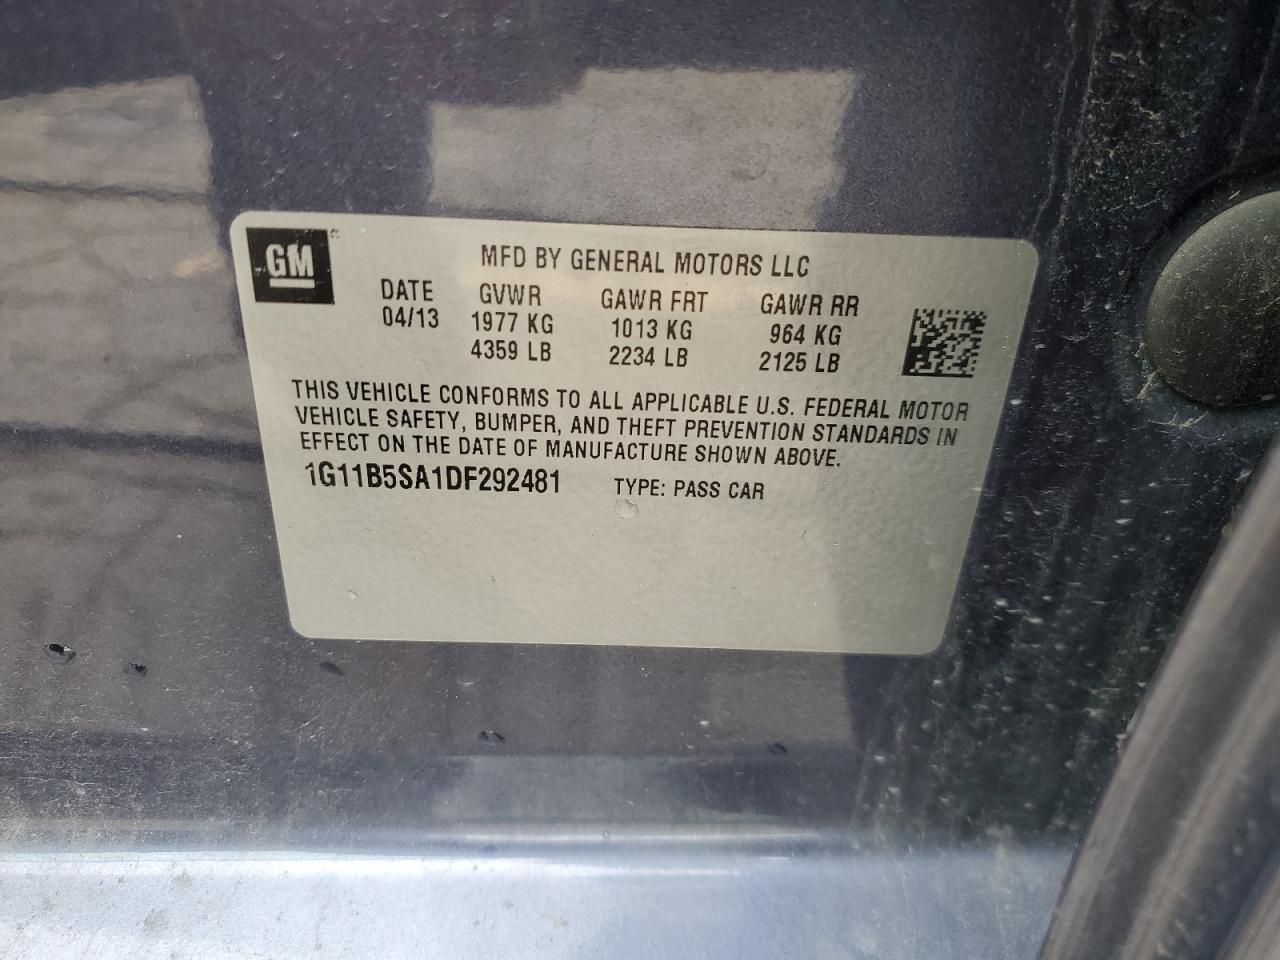 GM
MFD BY GENERAL MOTORS LLC
DATE GVWR GAWR FRT GAWR RR
04/13 1977 KG 1013 KG 964 KG
4359 LB 2234 LB 2125 LB
THIS VEHICLE CONFORMS TO ALL APPLICABLE U.S. FEDERAL MOTOR
VEHICLE SAFETY, BUMPER, AND THEFT PREVENTION STANDARDS IN
EFFECT ON THE DATE OF MANUFACTURE SHOWN ABOVE.
1G11B5SA1DF292481 TYPE: PASS CAR